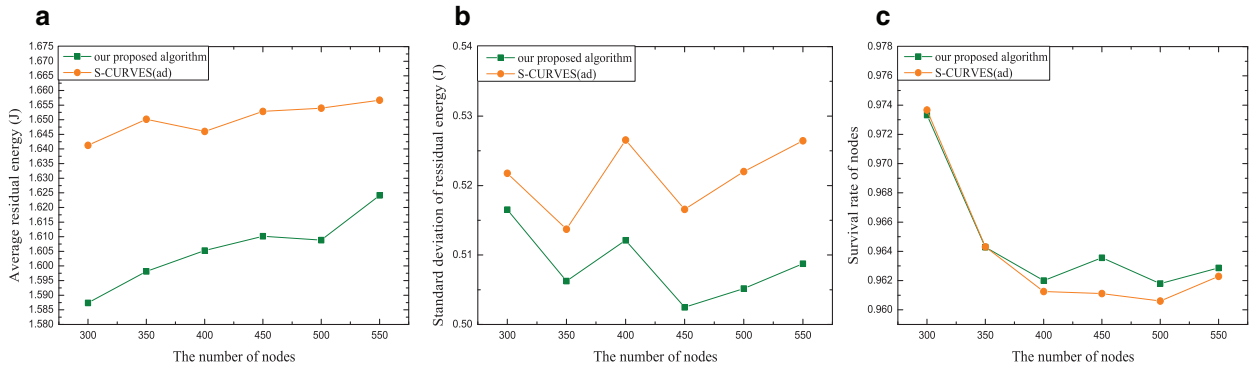 a
our proposed algorithm
S-CURVES(ad)
Average residual energy (J)
1.675
1.670
1.665
1.660
1.655
1.650
1.645
1.640
1.635
1.630
1.625
1.620
1.615
1.610
1.605
1.600
1.595
1.590
1.585
1.580
300 350 400 450 500 550
The number of nodes
b
our proposed algorithm
S-CURVES(ad)
Standard deviation of ressidual energy (J)
0.54
0.53
0.52
0.51
0.50
300 350 400 450 500 550
The number of nodes
c
our proposed algorithm
S-CURVES(ad)
Survival rate of nodes
0.978
0.976
0.974
0.972
0.970
0.968
0.966
0.964
0.962
0.960
300 350 400 450 500 550
The number of nodes